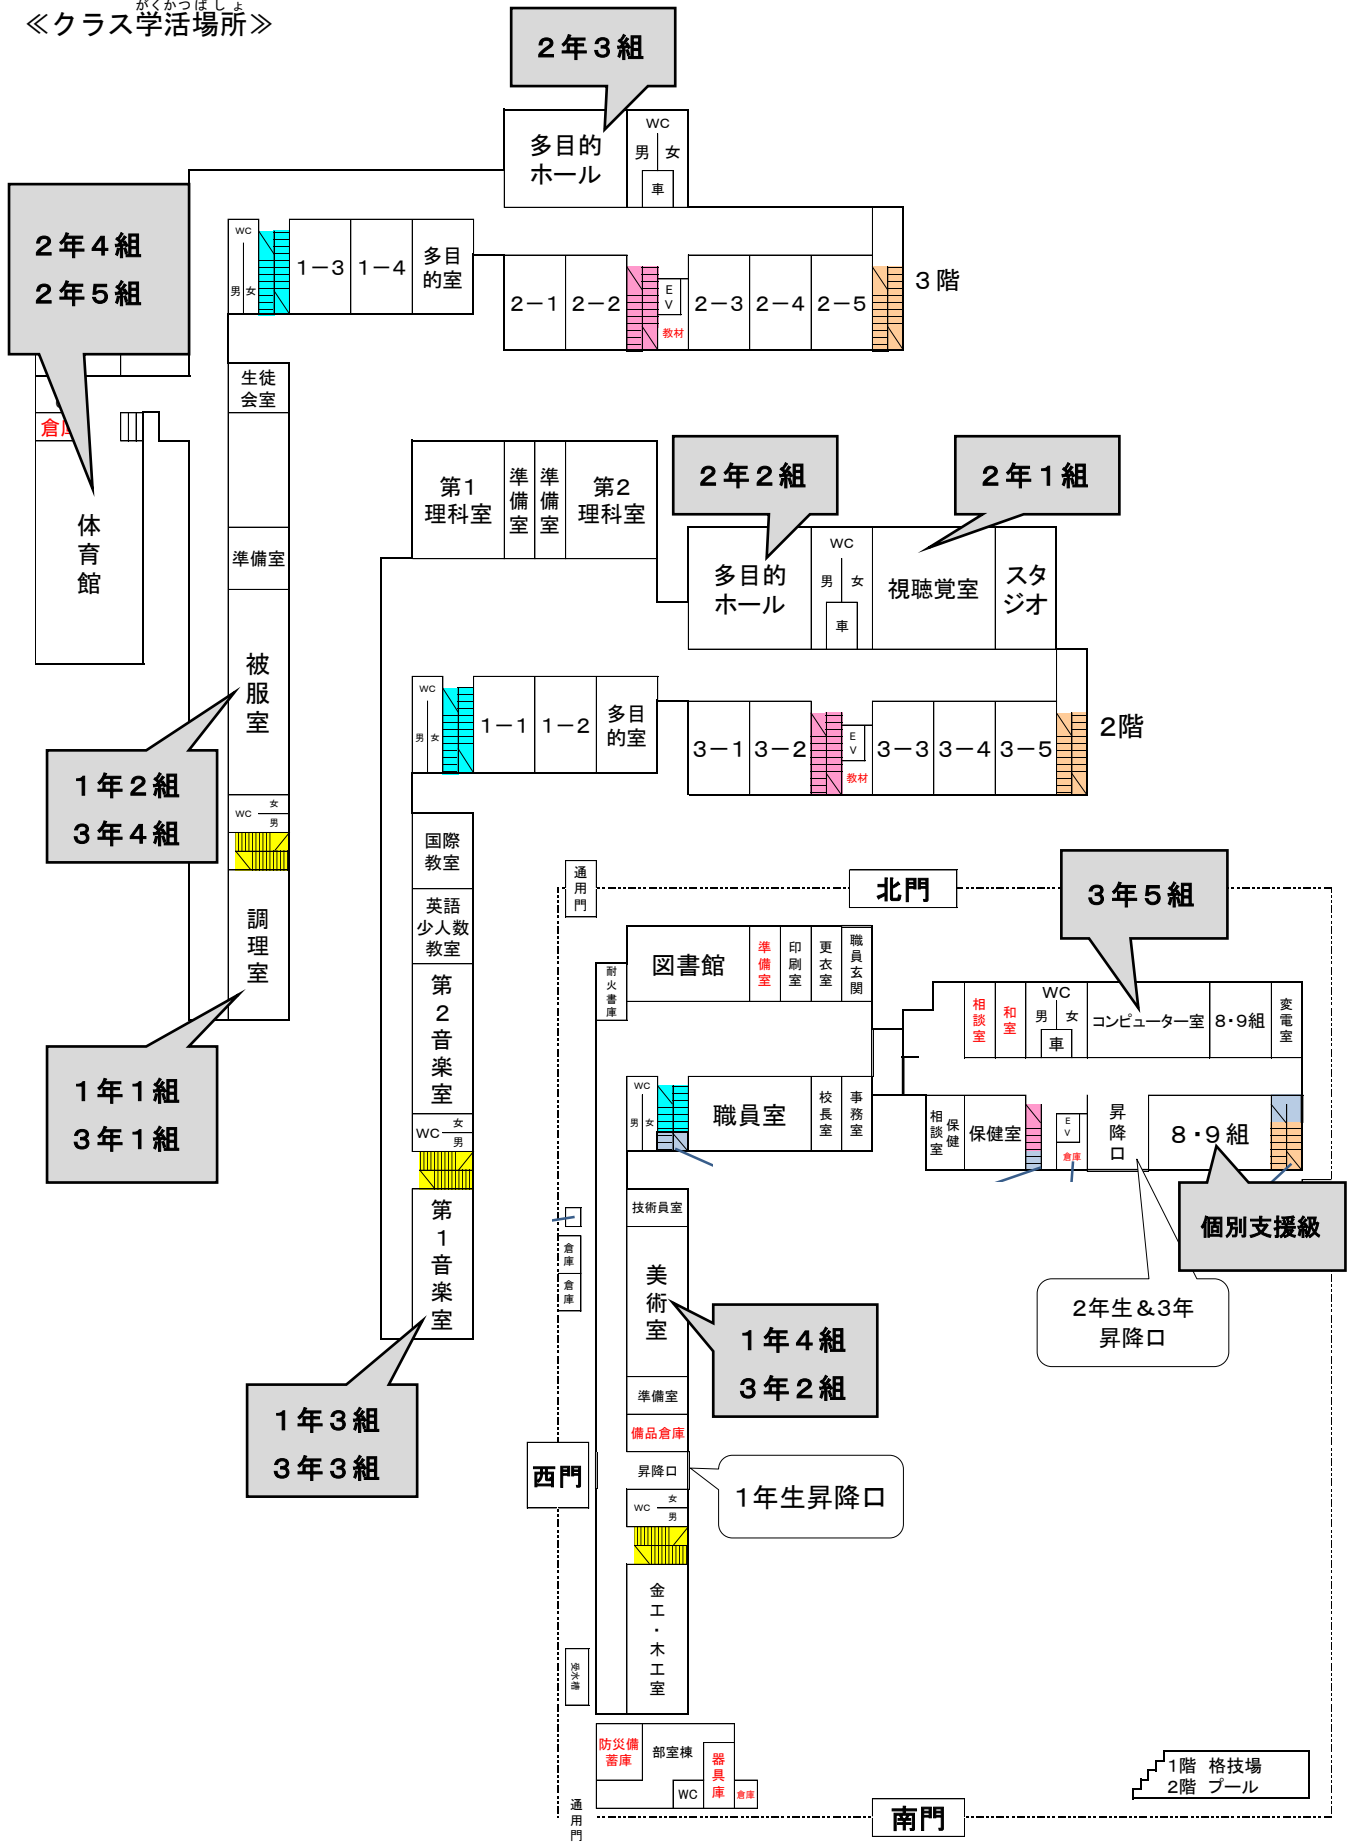 がくかつばしょ
≪クラス学活場所≫
2年3組
多目的
ホール
WC
男
女
車
2年4組
2年5組
WC
男 女
1-3
1-4
多目
的室
2-1
2-2
E
V
教材
2-3
2-4
2-5
3階
生徒
会室
倉庫
体育館
準備室
被服室
1年2組
3年4組
WC
女
男
調理室
1年1組
3年1組
第1
理科室
準備室
準備室
第2
理科室
2年2組
2年1組
多目的
ホール
WC
男
女
車
視聴覚室
スタ
ジオ
WC
男 女
1-1
1-2
多目
的室
3-1
3-2
E
V
教材
3-3
3-4
3-5
2階
国際
教室
英語
少人数
教室
第2音楽室
WC
女
男
第1音楽室
1年3組
3年3組
通用門
北門
3年5組
耐火書庫
図書館
準備室
印刷室
更衣室
職員玄関
相談室
和室
WC
男
女
車
コンピューター室
8・9組
変電室
WC
男 女
職員室
校長室
事務室
保健
相談室
保健室
E
V
倉庫
昇降口
8・9組
個別支援級
2年生&3年
昇降口
技術員室
倉庫
倉庫
美術室
1年4組
3年2組
準備室
備品倉庫
西門
昇降口
1年生昇降口
WC
女
男
金工・木工室
受水槽
防災備
蓄庫
部室棟
器具庫
WC
倉庫
通用門
南門
1階 格技場
2階 プール